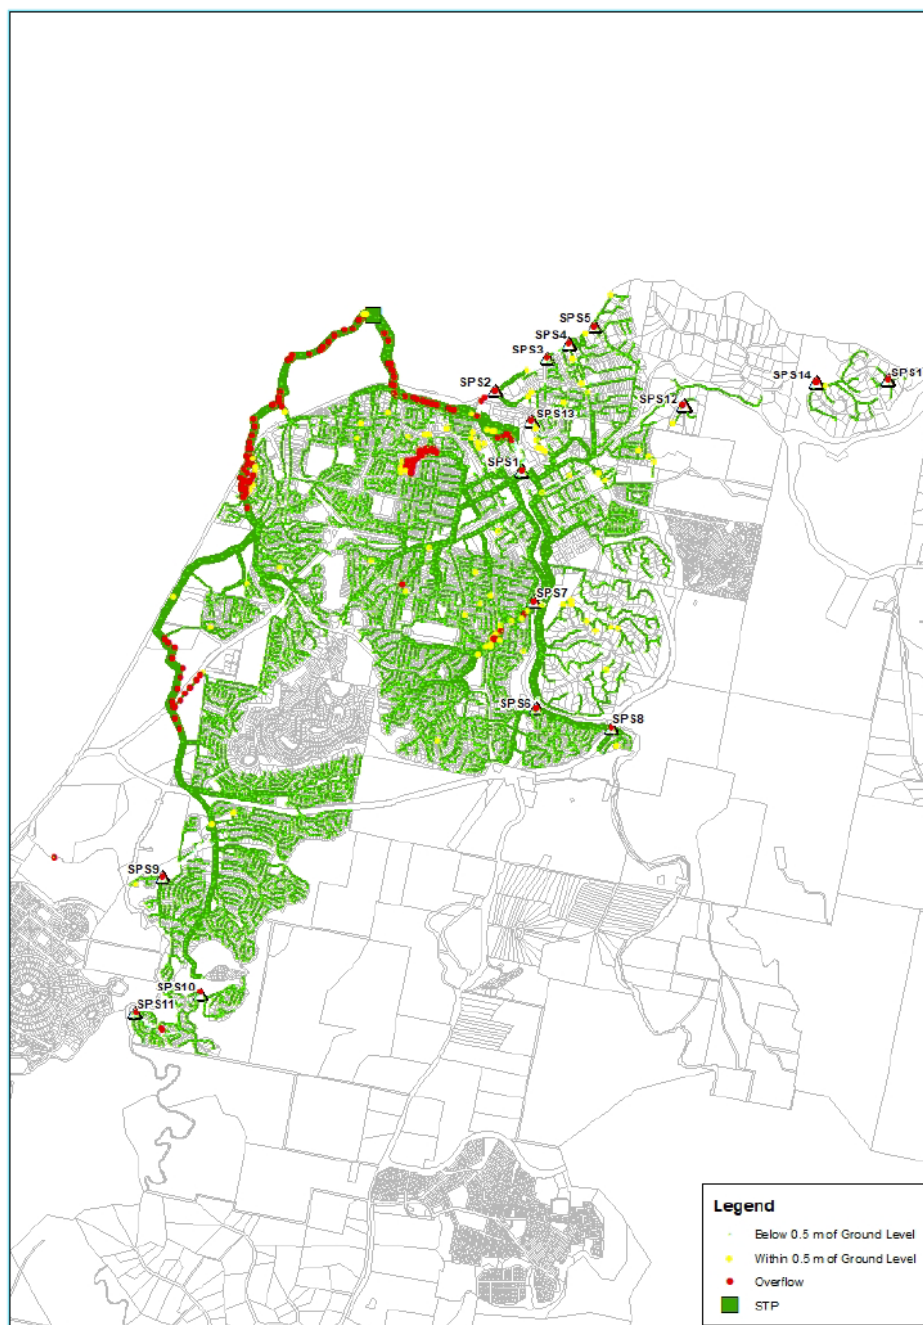 SPS5
SPS4
SPS3
SPS2
SPS14
SPS1
SPS12
SPS13
SPS1
SPS7
SPS6
SPS8
SPS9
SPS10
SPS11
Legend
Below 0.5 m of Ground Level
Within 0.5 m of Ground Level
Overflow
STP